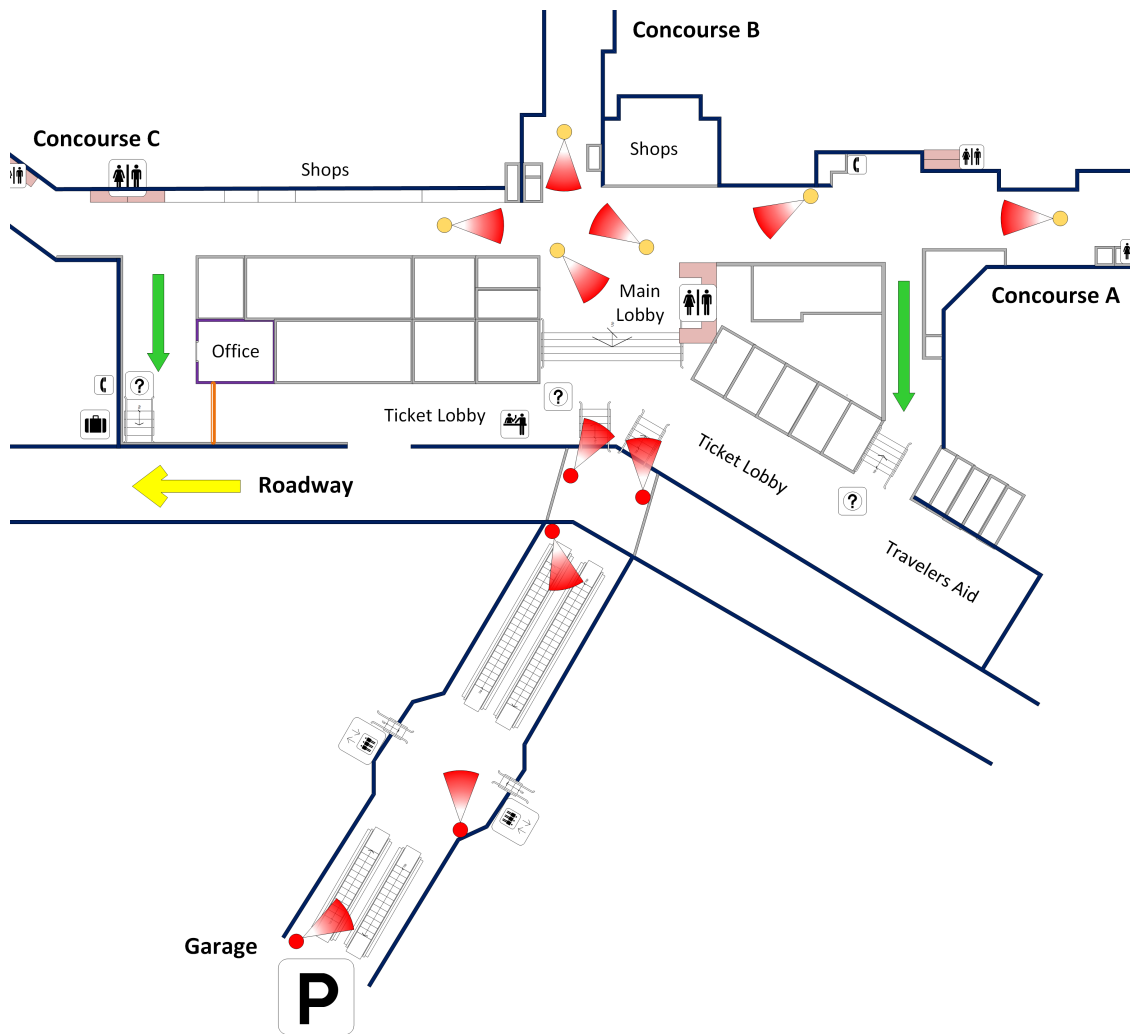 Concourse B
Concourse C
Shops
Shops
Main
Lobby
Concourse A
Office
?
?
Ticket Lobby
Ticket Lobby
Roadway
?
Travelers Aid
Garage
P